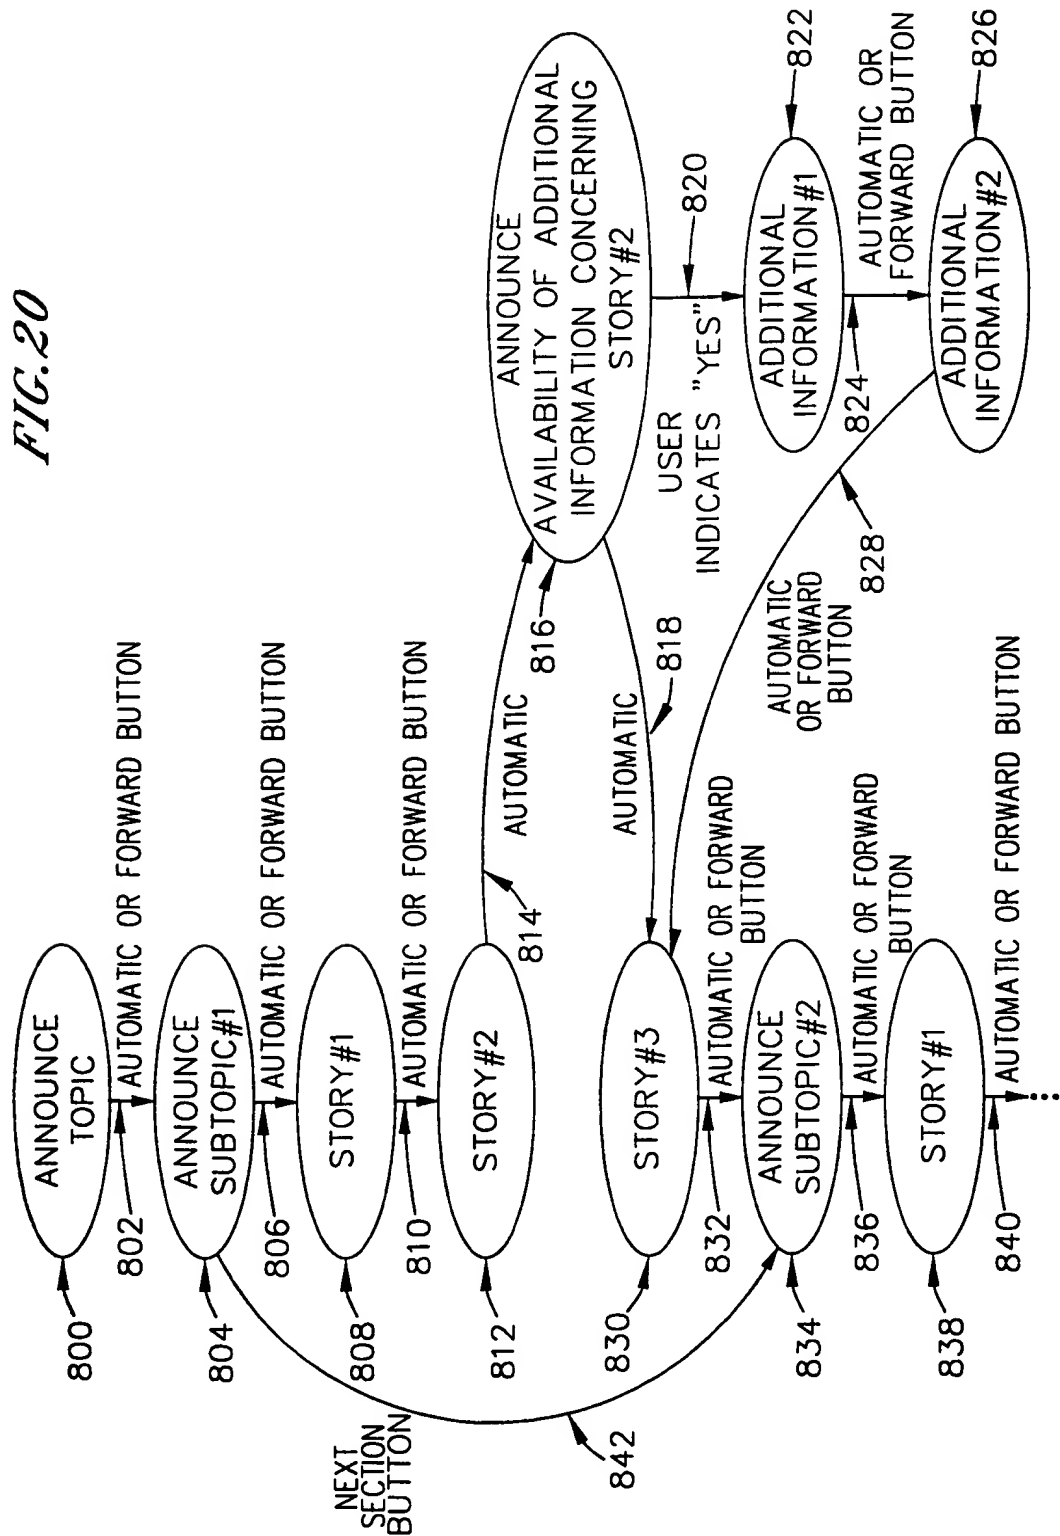 FIG.20
ANNOUNCE
TOPIC
800
802
AUTOMATIC OR FORWARD BUTTON
ANNOUNCE
SUBTOPIC#1
804
806
AUTOMATIC OR FORWARD BUTTON
STORY#1
808
810
AUTOMATIC OR FORWARD BUTTON
STORY#2
812
814
AUTOMATIC
ANNOUNCE
AVAILABILITY OF ADDITIONAL
INFORMATION CONCERNING
STORY#2
816
AUTOMATIC
818
USER
INDICATES "YES"
820
ADDITIONAL
INFORMATION#1
822
824
AUTOMATIC OR
FORWARD BUTTON
ADDITIONAL
INFORMATION#2
826
828
AUTOMATIC
OR FORWARD
BUTTON
STORY#3
830
832
AUTOMATIC OR FORWARD
BUTTON
ANNOUNCE
SUBTOPIC#2
834
836
AUTOMATIC OR FORWARD
BUTTON
STORY#1
838
840
AUTOMATIC OR FORWARD BUTTON
NEXT
SECTION
BUTTON
842